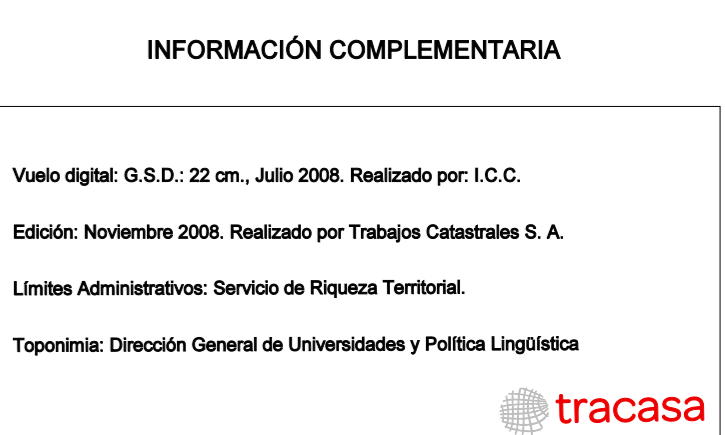 INFORMACIÓN COMPLEMENTARIA
Vuelo digital: G.S.D.: 22 cm., Julio 2008. Realizado por: I.C.C.
Edición: Noviembre 2008. Realizado por Trabajos Catastrales S. A.
Límites Administrativos: Servicio de Riqueza Territorial.
Toponimia: Dirección General de Universidades y Política Lingüística
tracasa